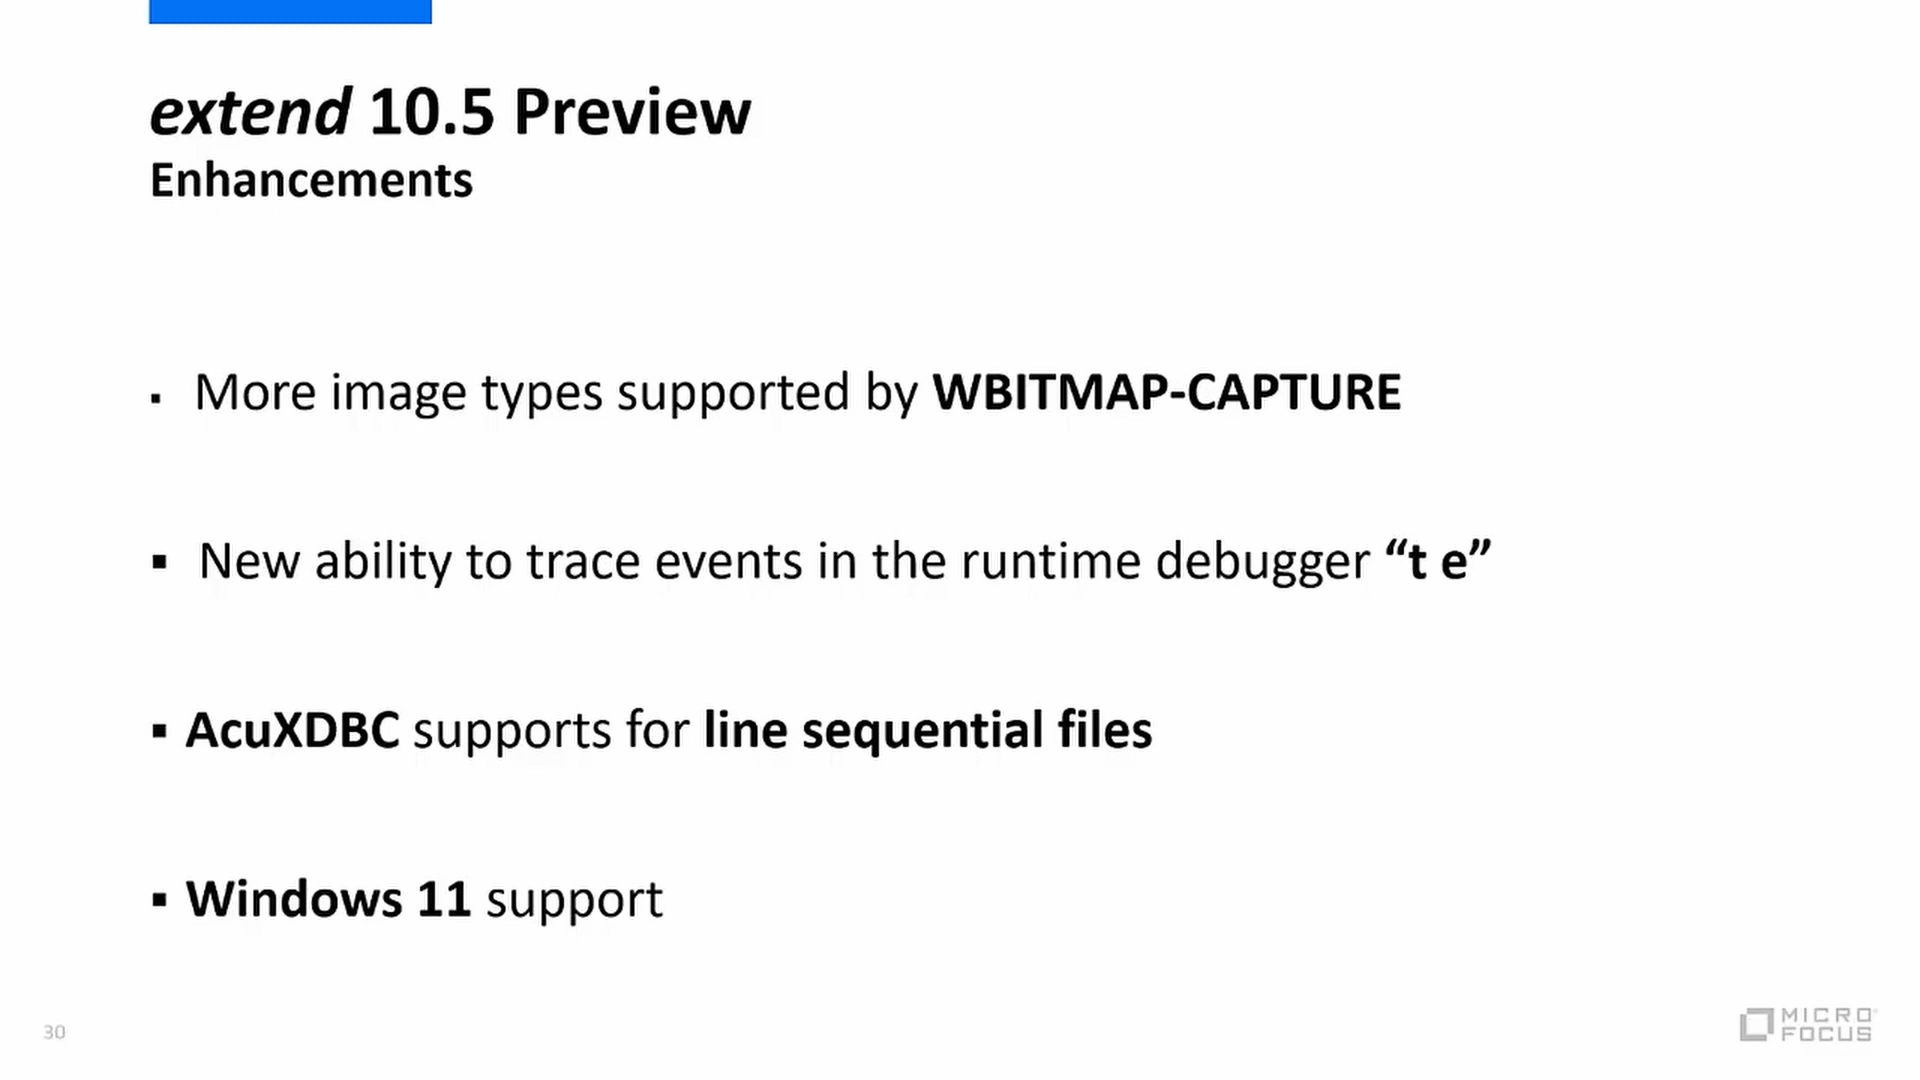 extend 10.5 Preview
Enhancements
▪ More image types supported by WBITMAP-CAPTURE
▪ New ability to trace events in the runtime debugger “t e”
▪ AcuXDBC supports for line sequential files
▪ Windows 11 support
30
MICRO
FOCUS